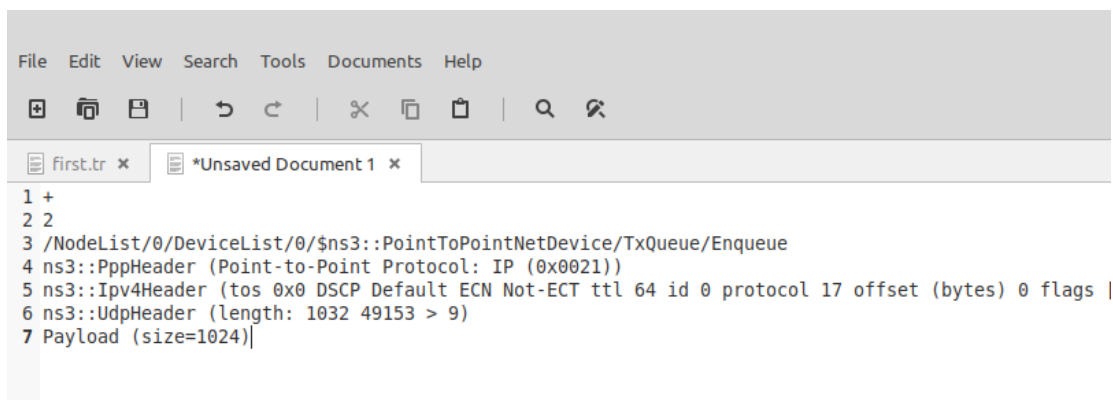 File Edit View Search Tools Documents Help
first.tr *Unsaved Document 1
1 +
2 2
3 /NodeList/0/DeviceList/0/$ns3::PointToPointNetDevice/TxQueue/Enqueue
4 ns3::PppHeader (Point-to-Point Protocol: IP (0x0021))
5 ns3::Ipv4Header (tos 0x0 DSCP Default ECN Not-ECT ttl 64 id 0 protocol 17 offset (bytes) 0 flags [
6 ns3::UdpHeader (length: 1032 49153 > 9)
7 Payload (size=1024)